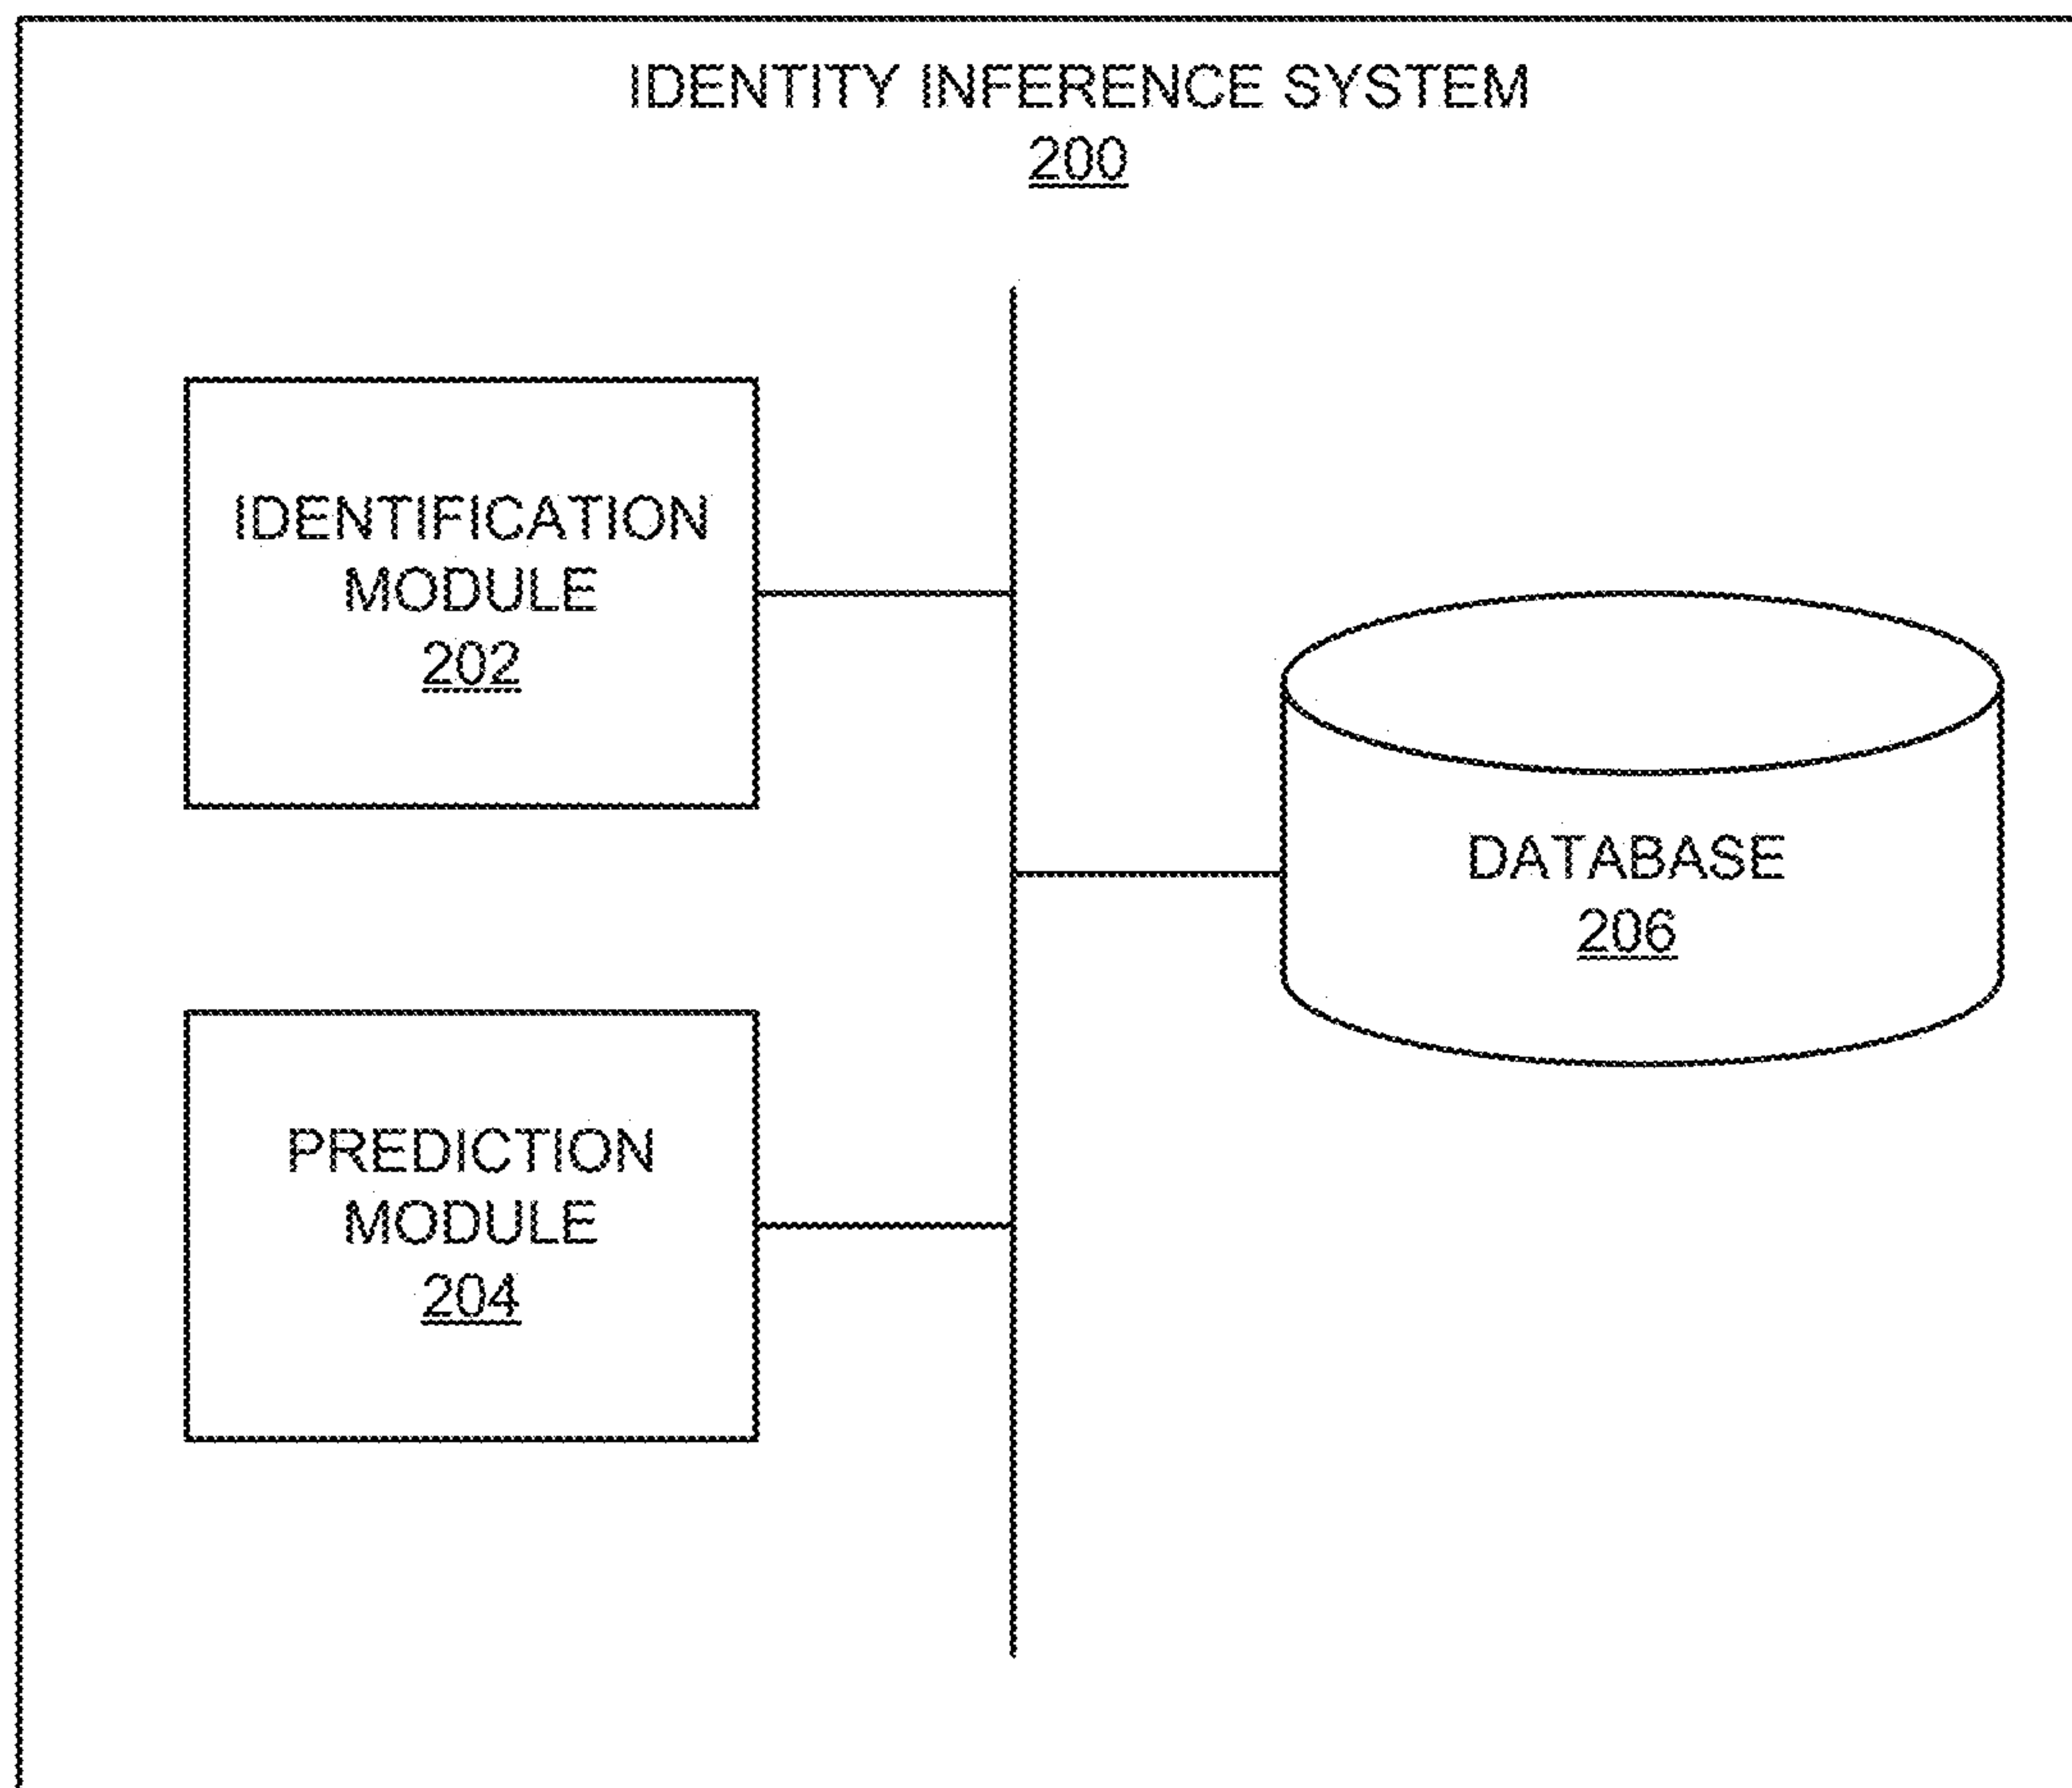 IDENTITY INFERENCE SYSTEM
200
IDENTIFICATION
MODULE
202
DATABASE
206
PREDICTION
MODULE
204